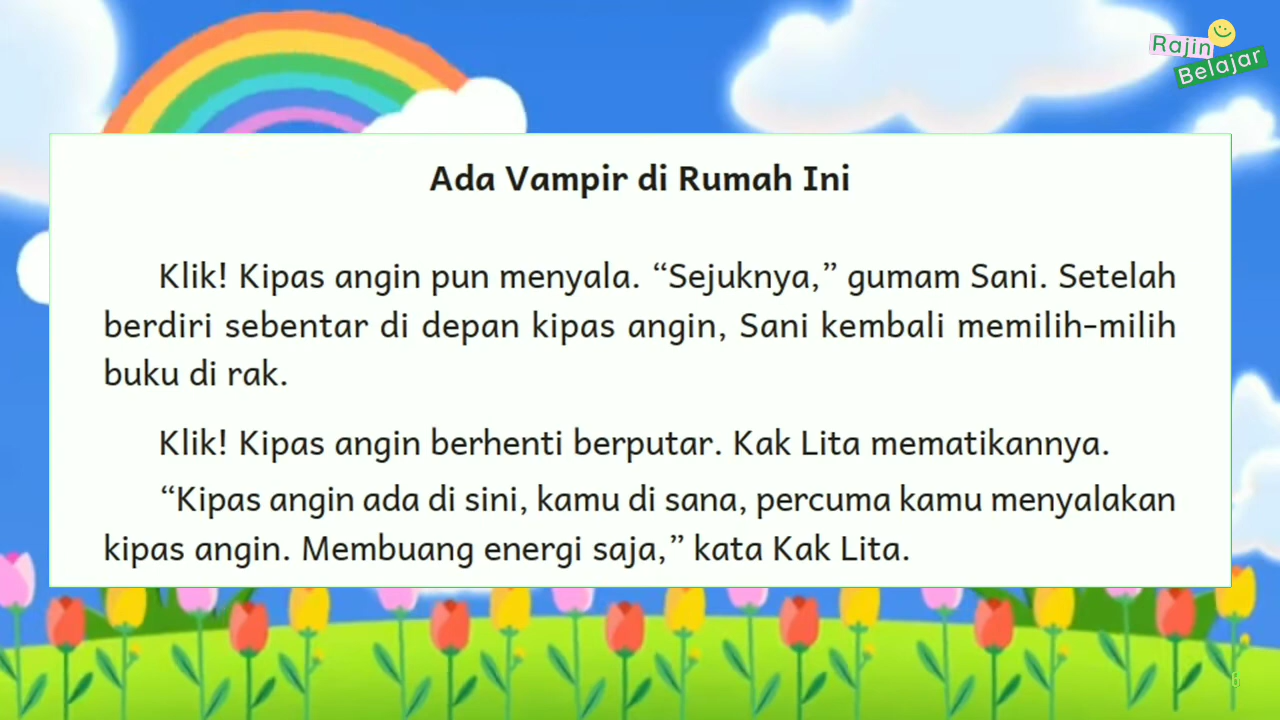 Rajin
Belajar
Ada Vampir di Rumah Ini
Klik! Kipas angin pun menyala. “Sejuknya,” gumam Sani. Setelah
berdiri sebentar di depan kipas angin, Sani kembali memilih-milih
buku di rak.
Klik! Kipas angin berhenti berputar. Kak Lita mematikannya.
“Kipas angin ada di sini, kamu di sana, percuma kamu menyalakan
kipas angin. Membuang energi saja,” kata Kak Lita.
6